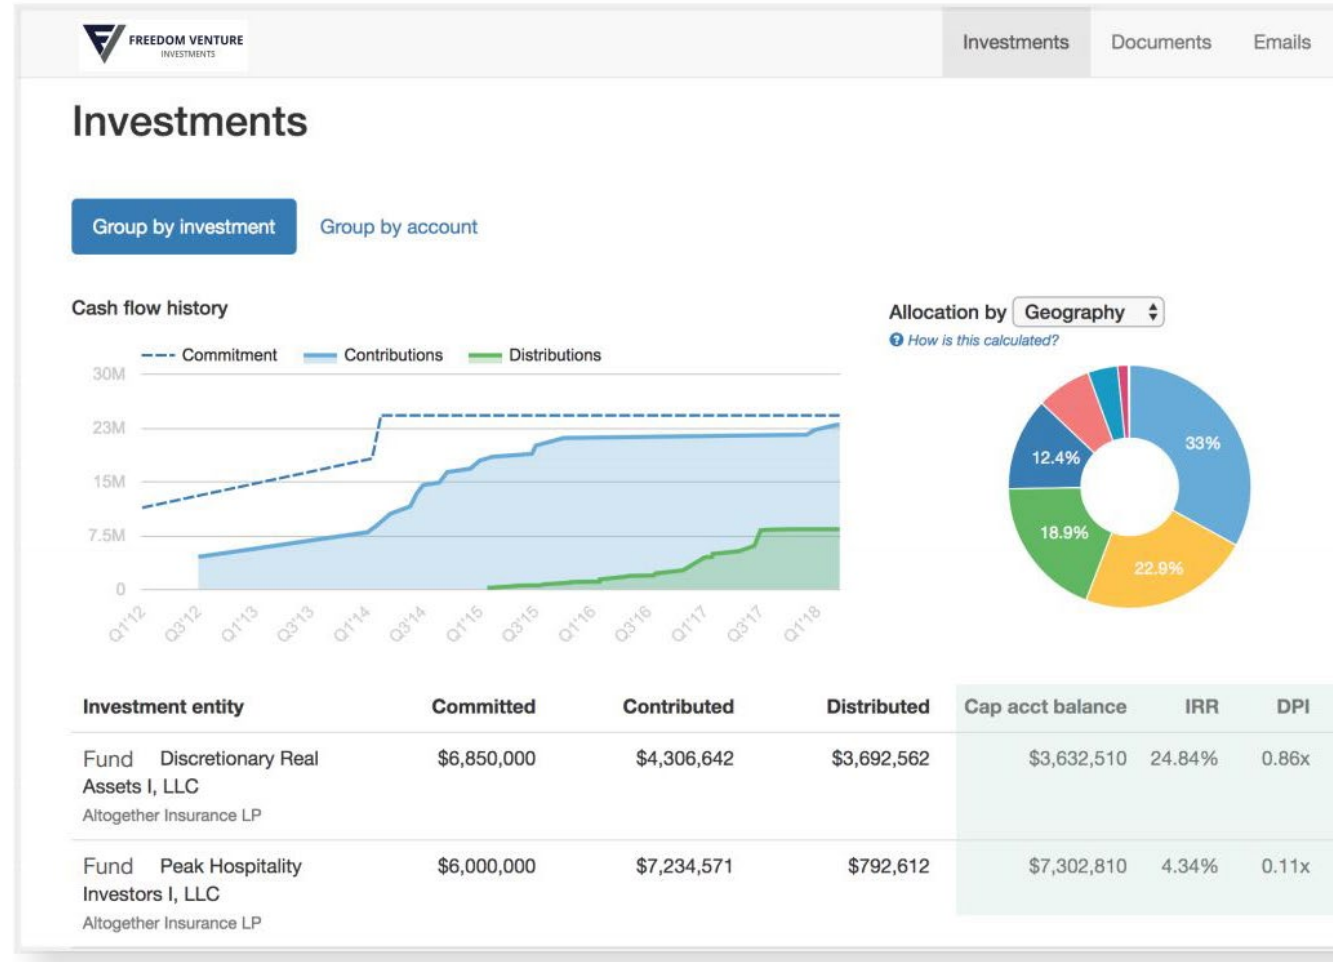 FREEDOM VENTURE
INVESTMENTS
Investments Documents Emails
Investments
Group by investment Group by account
Cash flow history
Allocation by Geography
? How is this calculated?
Commitment Contributions Distributions
30M
23M
15M
7.5M
0
Q1'12 Q3'12 Q1'13 Q3'13 Q1'14 Q3'14 Q1'15 Q3'15 Q1'16 Q3'16 Q1'17 Q3'17 Q1'18
33%
12.4%
18.9%
22.9%
Investment entity Committed Contributed Distributed Cap acct balance IRR DPI
Fund Discretionary Real $6,850,000 $4,306,642 $3,692,562 $3,632,510 24.84% 0.86x
Assets I, LLC
Altogether Insurance LP
Fund Peak Hospitality $6,000,000 $7,234,571 $792,612 $7,302,810 4.34% 0.11x
Investors I, LLC
Altogether Insurance LP